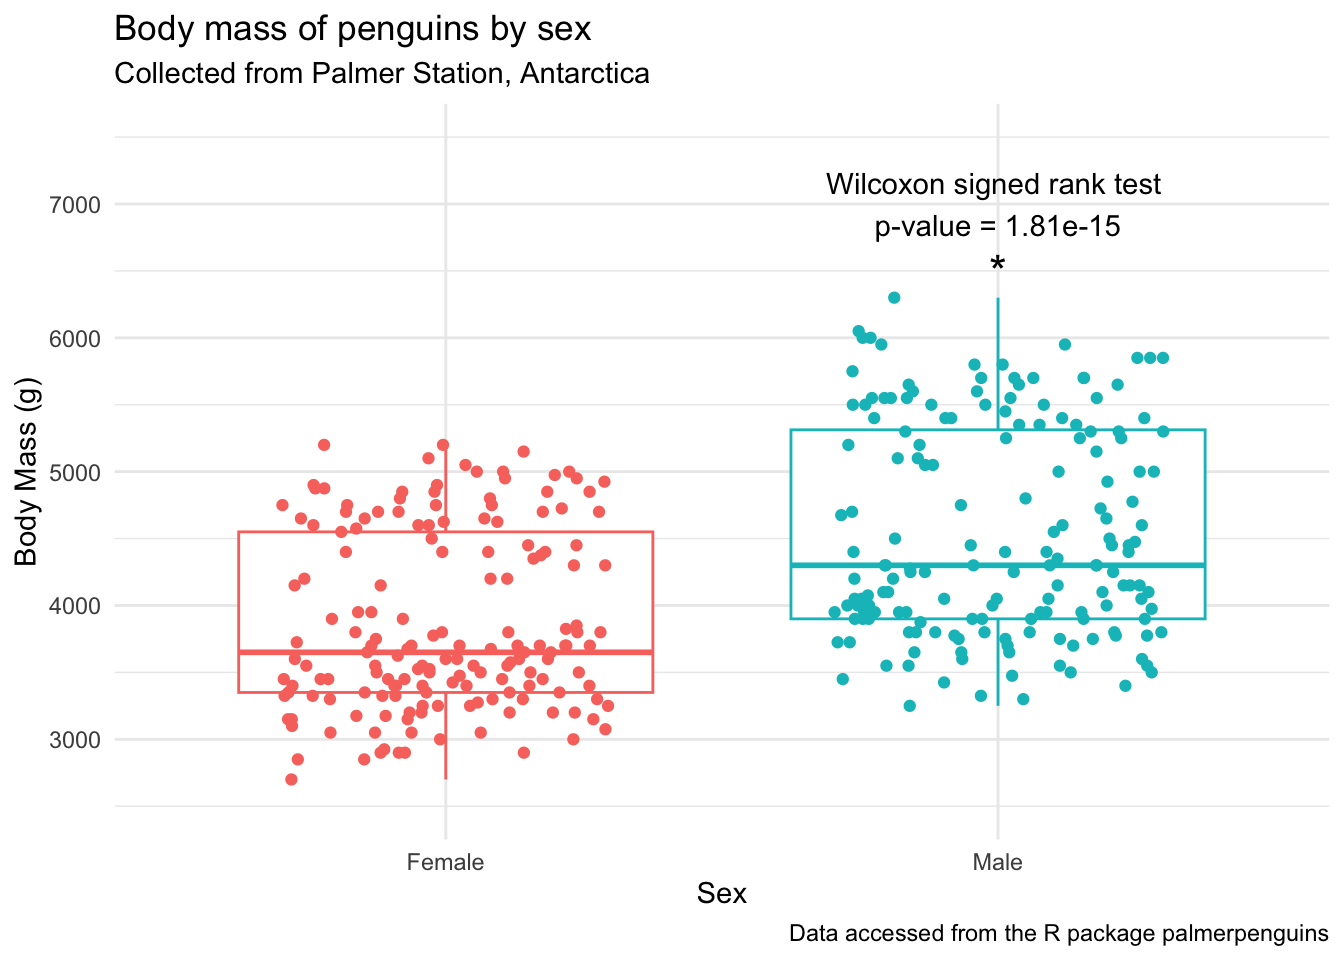 Body mass of penguins by sex
Collected from Palmer Station, Antarctica
Wilcoxon signed rank test
p-value = 1.81e-15
*
7000
6000
5000
4000
3000
Body Mass (g)
Female
Male
Sex
Data accessed from the R package palmerpenguins